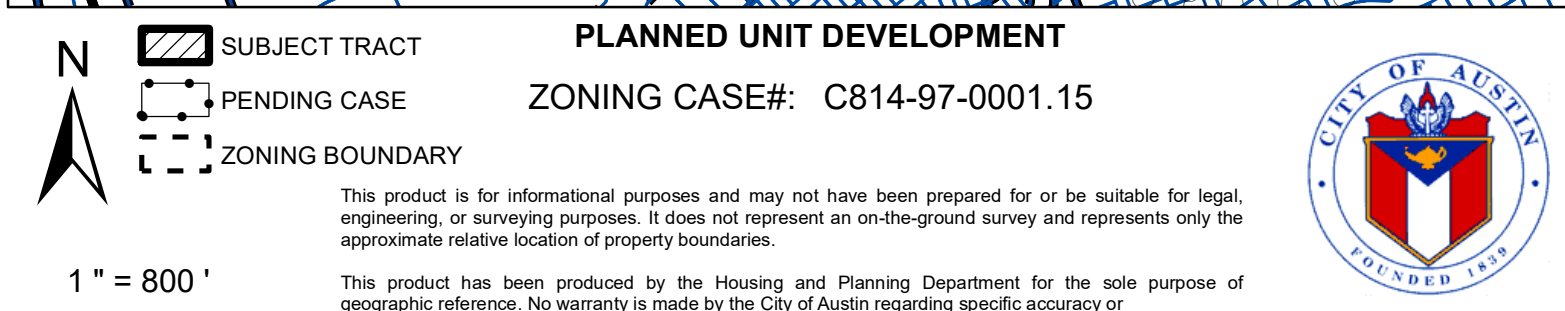 N
SUBJECT TRACT
PENDING CASE
ZONING BOUNDARY
1 " = 800 '
PLANNED UNIT DEVELOPMENT
ZONING CASE#: C814-97-0001.15
This product is for informational purposes and may not have been prepared for or be suitable for legal,
engineering, or surveying purposes. It does not represent an on-the-ground survey and represents only the
approximate relative location of property boundaries.
This product has been produced by the Housing and Planning Department for the sole purpose of
geographic reference. No warranty is made by the City of Austin regarding specific accuracy or
CITY OF AUSTIN
FOUNDED 1839